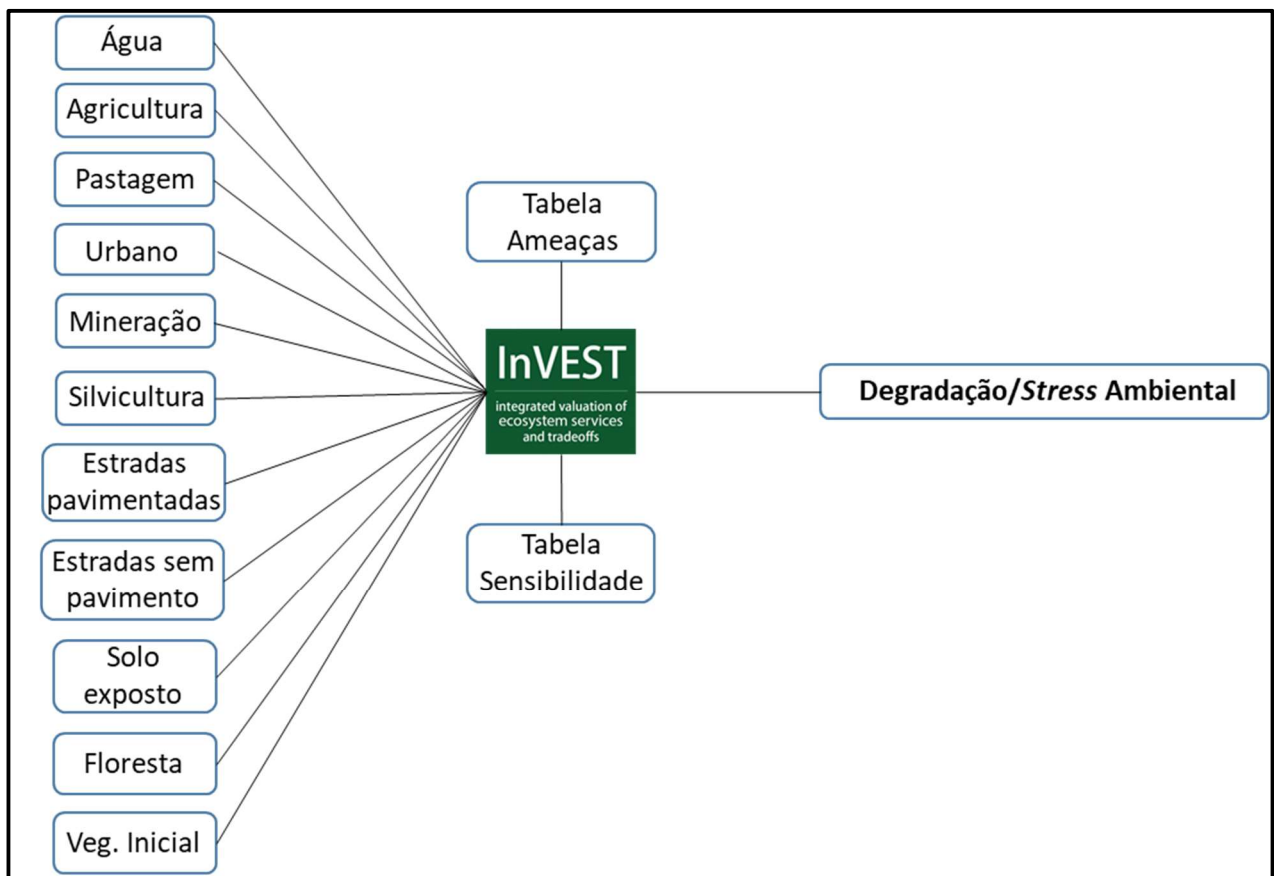 Água
Agricultura
Pastagem
Urbano
Mineração
Silvicultura
Estradas
pavimentadas
Estradas sem
pavimento
Solo
exposto
Floresta
Veg. Inicial
Tabela
Ameaças
InVEST
integrated valuation of
ecosystem services
and tradeoffs
Tabela
Sensibilidade
Degradação/Stress Ambiental